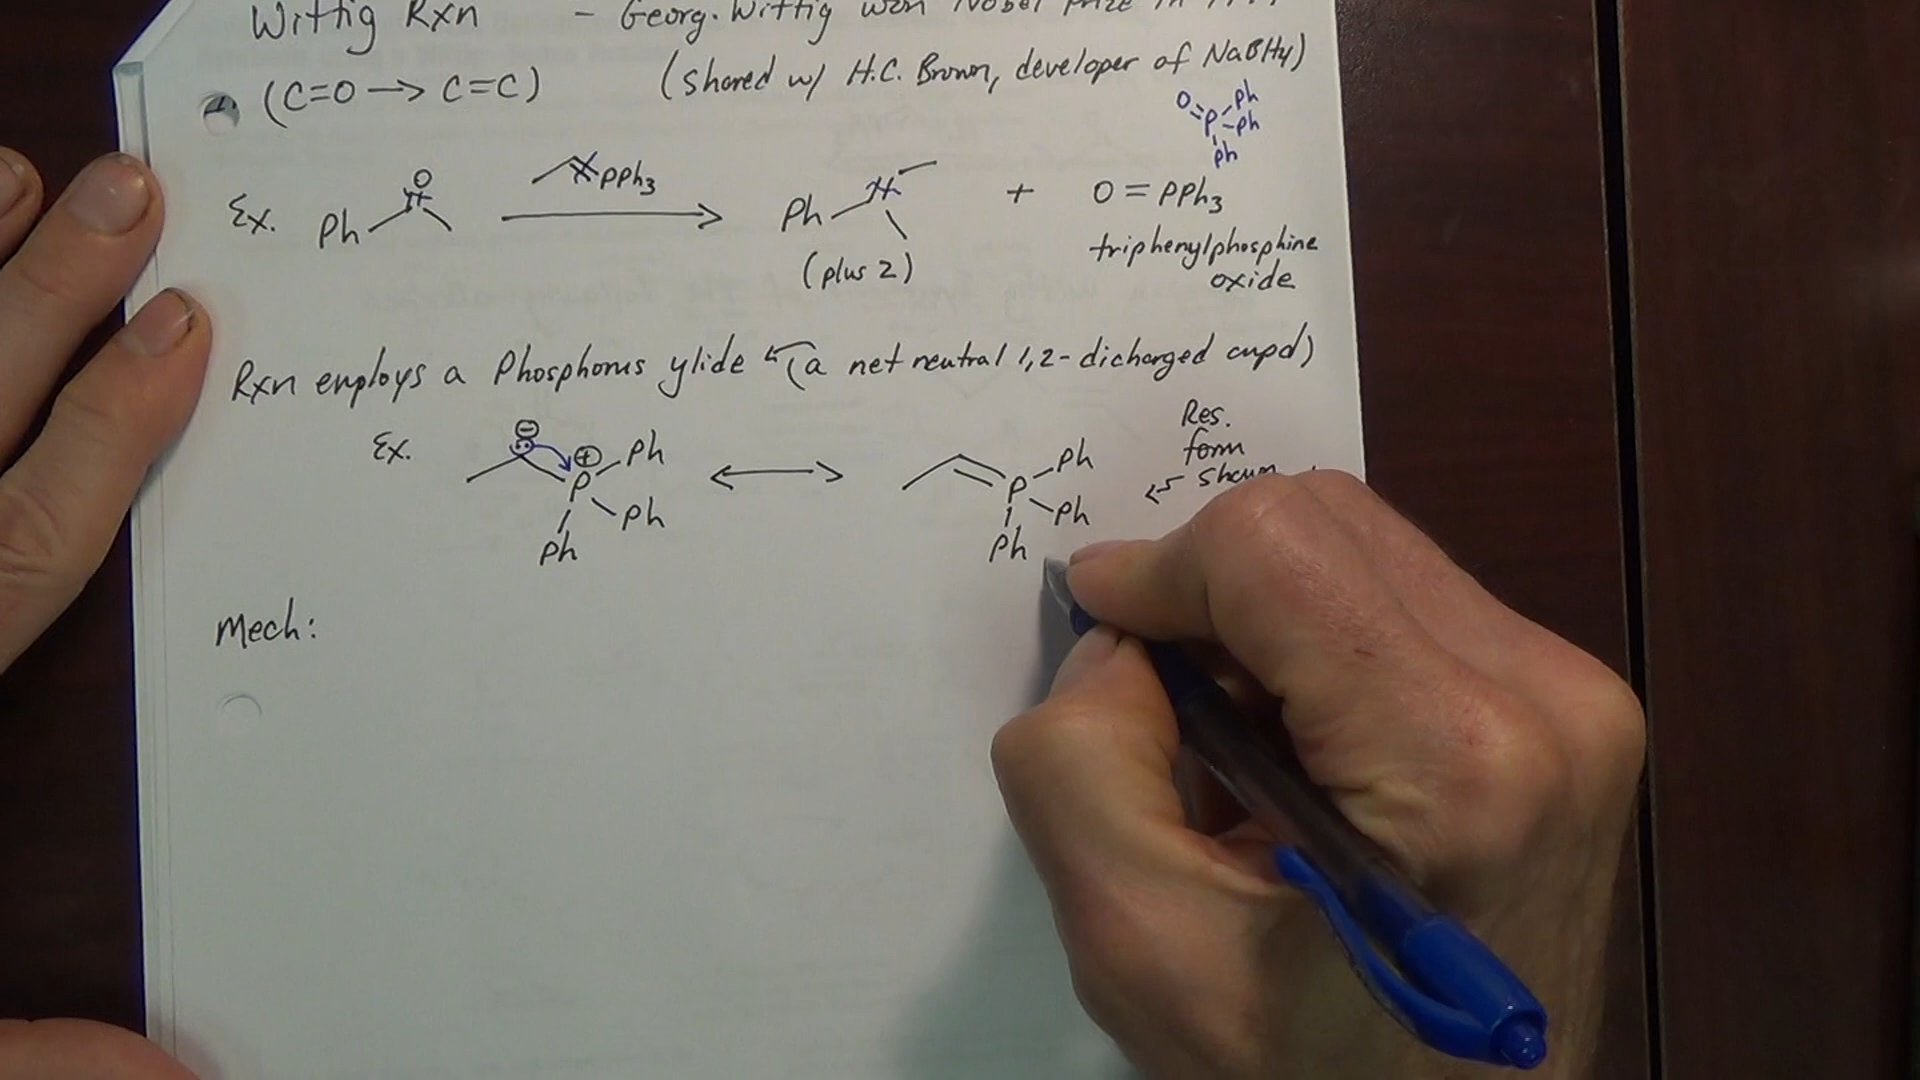 Wittig Rxn - Georg. Wittig won Nobel Prize in
(C=O → C=C) (shared w/ H.C. Brown, developer of NaBH4)
O=P Ph Ph Ph
Ex. Ph O PPh3 Ph + O=PPh3
(plus 2) triphenylphosphine
oxide
Rxn employs a Phosphorus ylide ← (a net neutral 1,2-dicharged cmpd)
Ex. ⊖ ⊕ P Ph Ph Ph ↔ P Ph Ph Ph Res.
form
← shown
Mech: